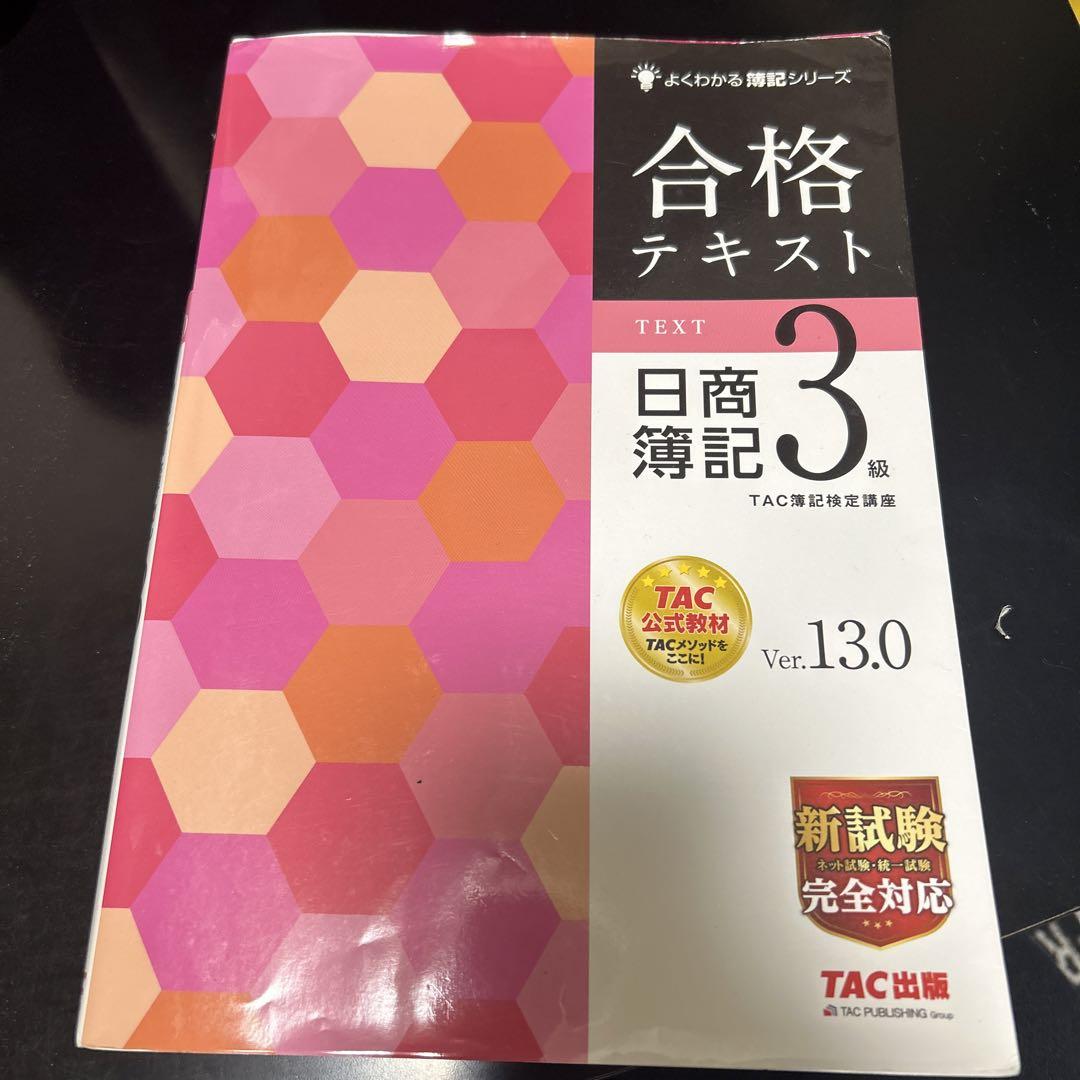 よくわかる簿記シリーズ
合格
テキスト
TEXT
日商
簿記
3級
TAC簿記検定講座
TAC
公式教材
TACメソッドを
ここに!
Ver.13.0
新試験
ネット試験・統一試験
完全対応
TAC出版
TAC PUBLISHING Group